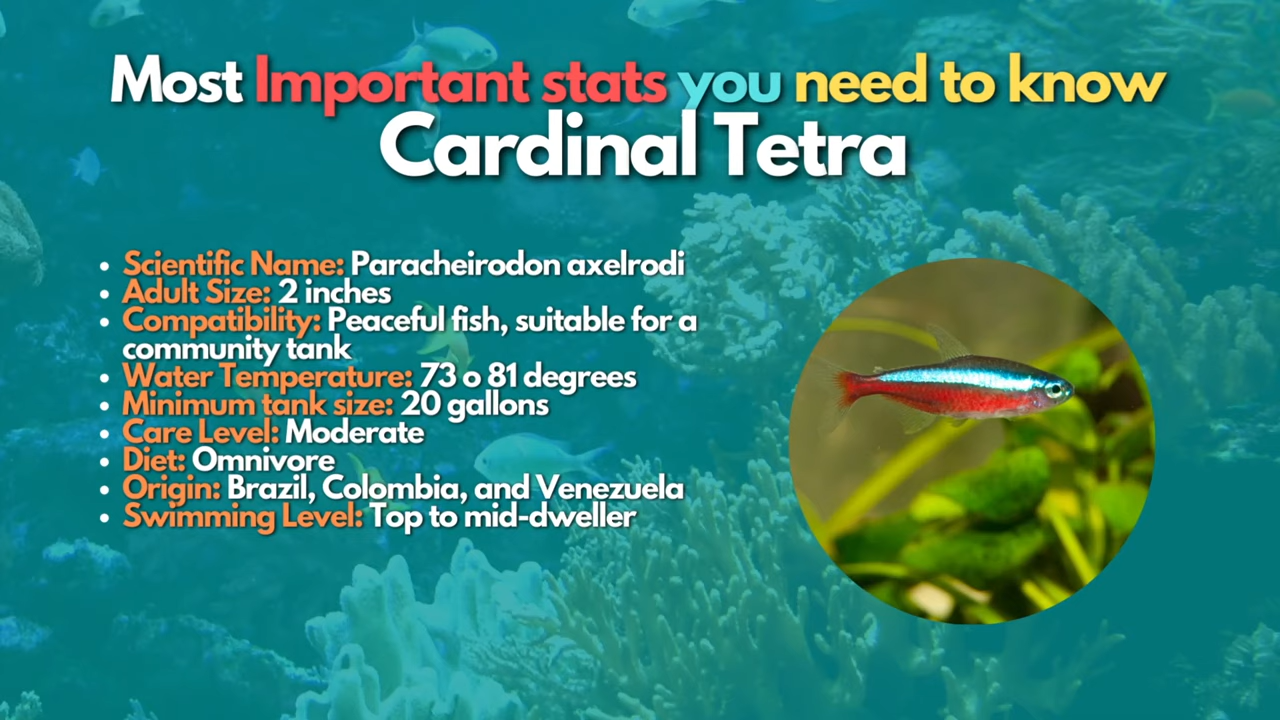 Most Important stats you need to know
Cardinal Tetra
• Scientific Name: Paracheirodon axelrodi
• Adult Size: 2 inches
• Compatibility: Peaceful fish, suitable for a
community tank
• Water Temperature: 73 o 81 degrees
• Minimum tank size: 20 gallons
• Care Level: Moderate
• Diet: Omnivore
• Origin: Brazil, Colombia, and Venezuela
• Swimming Level: Top to mid-dweller